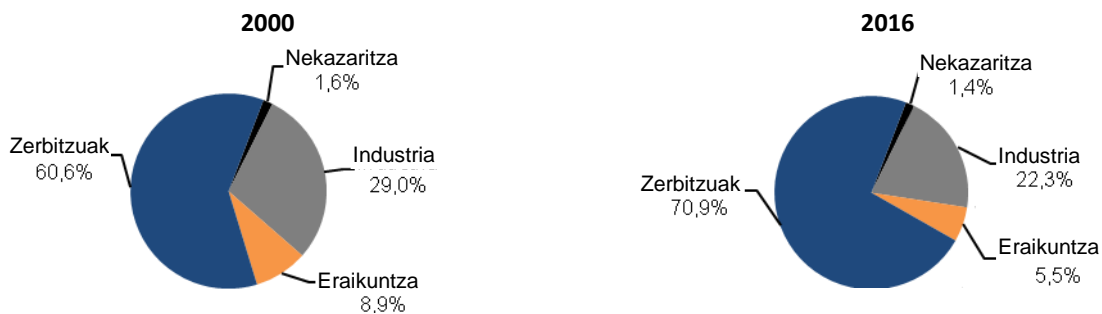 2000
Nekazaritza
1,6%
Zerbitzuak
60,6%
Industria
29,0%
Eraikuntza
8,9%
2016
Nekazaritza
1,4%
Zerbitzuak
70,9%
Industria
22,3%
Eraikuntza
5,5%